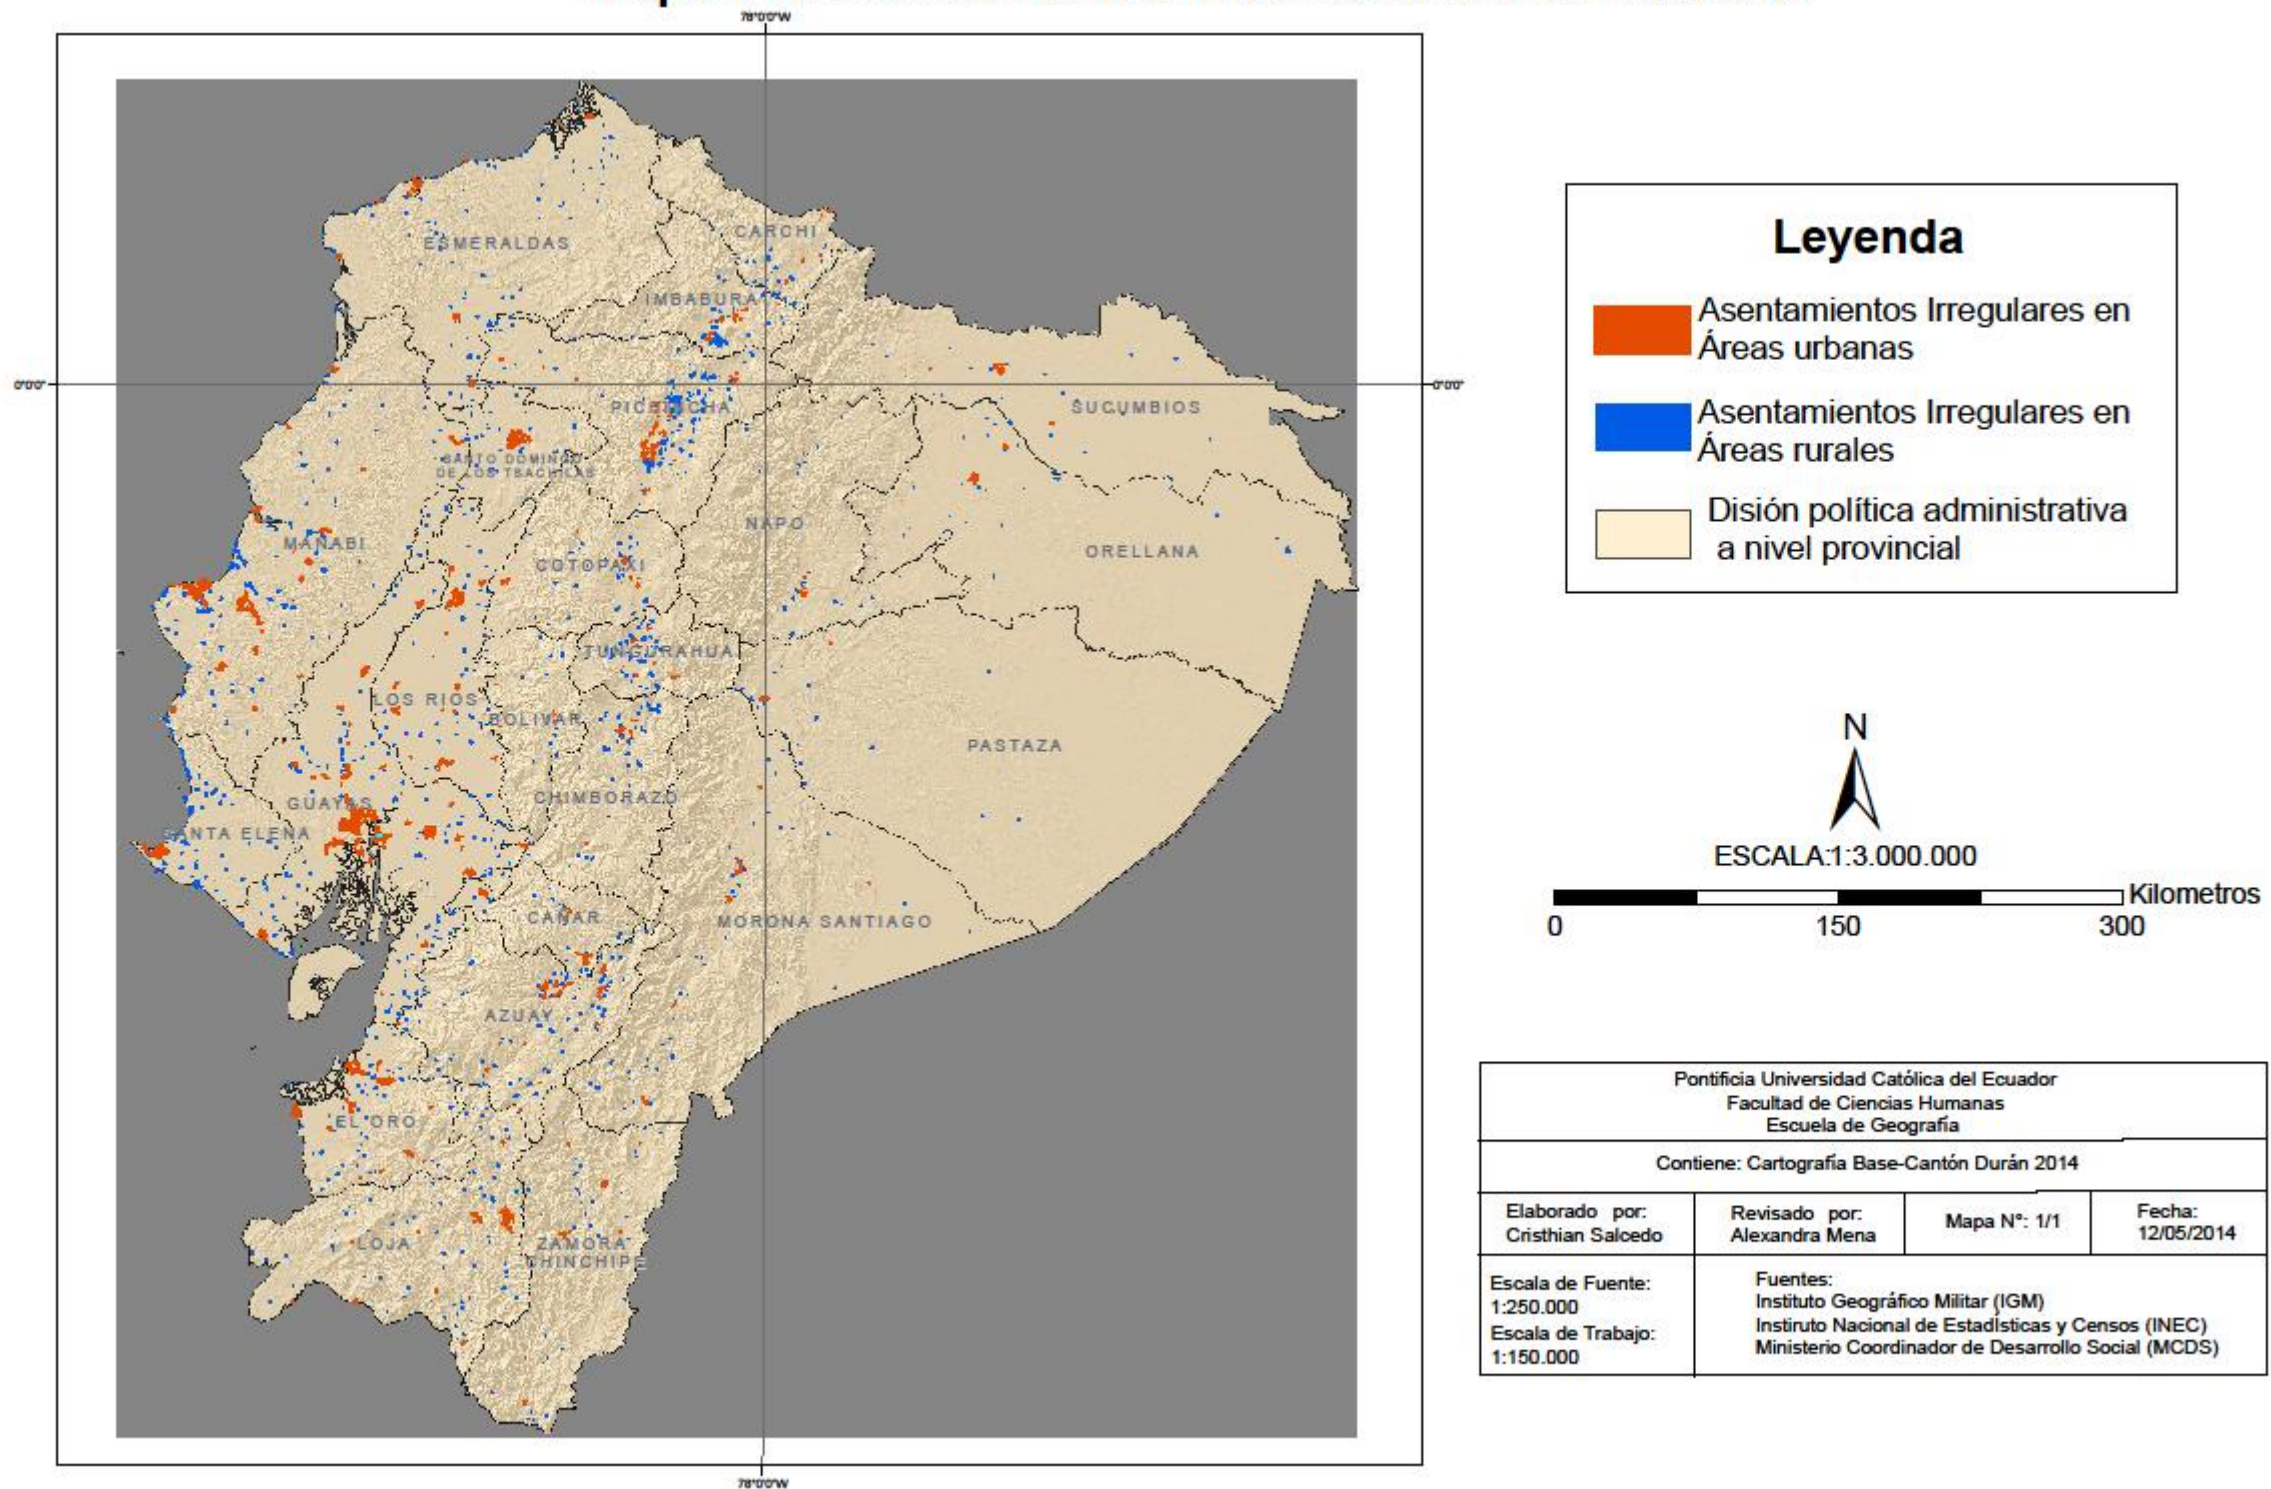 78°0'0"W
0°0'0"
0°0'0"
ESMERALDAS
CARCHI
IMBABURA
PICHINCHA
SUCUMBIOS
SANTO DOMINGO
DE LOS TSACHILAS
NAPO
MANABI
ORELLANA
COTOPAXI
TUNGURAHUA
LOS RIOS
BOLIVAR
PASTAZA
CHIMBORAZO
GUAYAS
SANTA ELENA
CAÑAR
MORONA SANTIAGO
AZUAY
EL ORO
LOJA
ZAMORA
CHINCHIPE
78°0'0"W
Leyenda
Asentamientos Irregulares en
Áreas urbanas
Asentamientos Irregulares en
Áreas rurales
Disión política administrativa
a nivel provincial
N
ESCALA:1:3.000.000
Kilometros
0 150 300
Pontificia Universidad Católica del Ecuador
Facultad de Ciencias Humanas
Escuela de Geografía
Contiene: Cartografía Base-Cantón Durán 2014
Elaborado por:
Cristhian Salcedo
Revisado por:
Alexandra Mena
Mapa N°: 1/1
Fecha:
12/05/2014
Escala de Fuente:
1:250.000
Escala de Trabajo:
1:150.000
Fuentes:
Instituto Geográfico Militar (IGM)
Instiruto Nacional de Estadísticas y Censos (INEC)
Ministerio Coordinador de Desarrollo Social (MCDS)